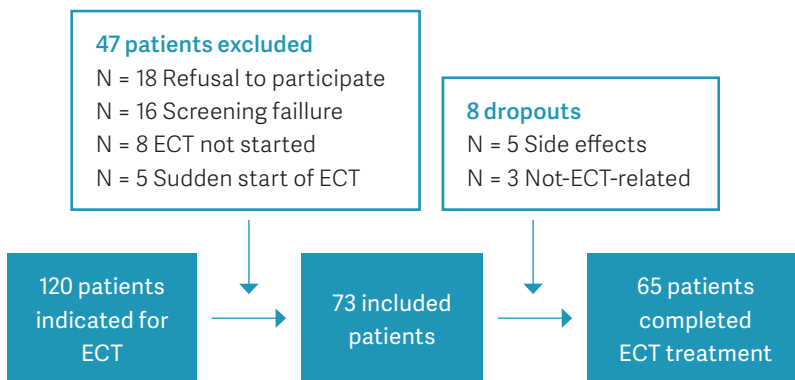 47 patients excluded
N = 18 Refusal to participate
N = 16 Screening faillure
N = 8 ECT not started
N = 5 Sudden start of ECT
8 dropouts
N = 5 Side effects
N = 3 Not-ECT-related
120 patients
indicated for
ECT
73 included
patients
65 patients
completed
ECT treatment